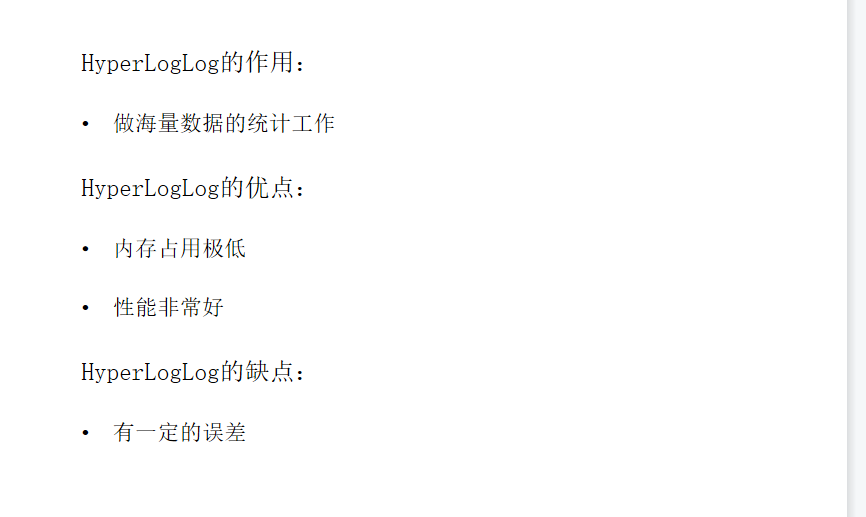 HyperLogLog的作用：
• 做海量数据的统计工作
HyperLogLog的优点：
• 内存占用极低
• 性能非常好
HyperLogLog的缺点：
• 有一定的误差